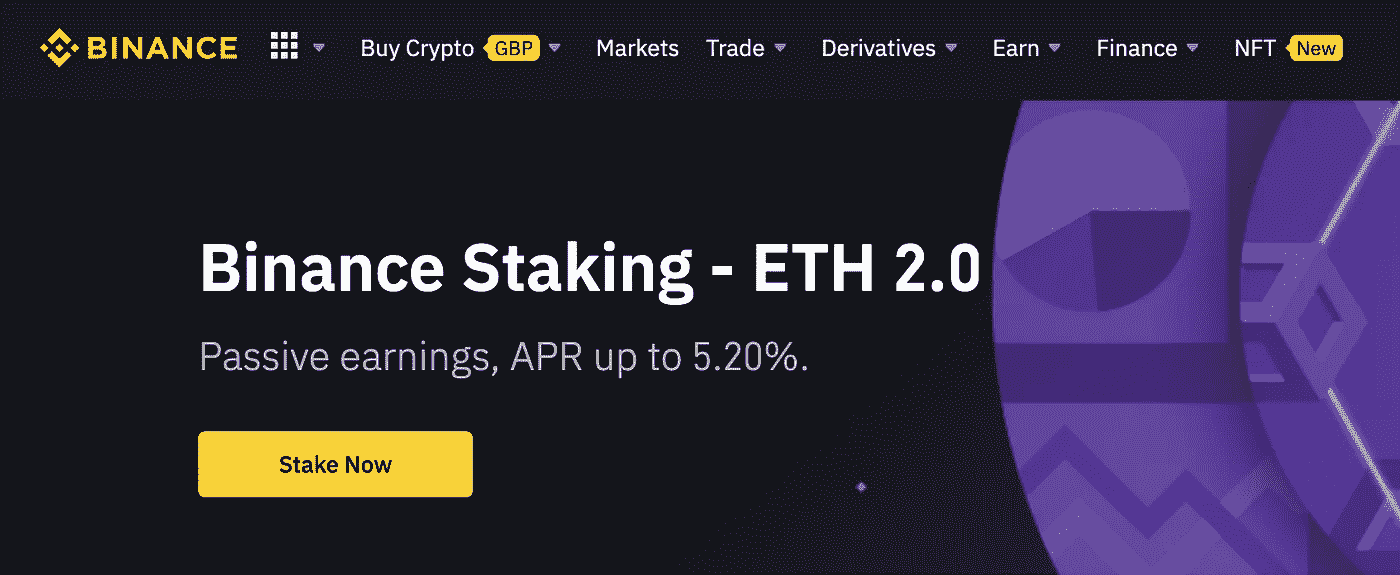 BINANCE Buy Crypto GBP Markets Trade Derivatives Earn Finance NFT New
Binance Staking - ETH 2.0
Passive earnings, APR up to 5.20%.
Stake Now